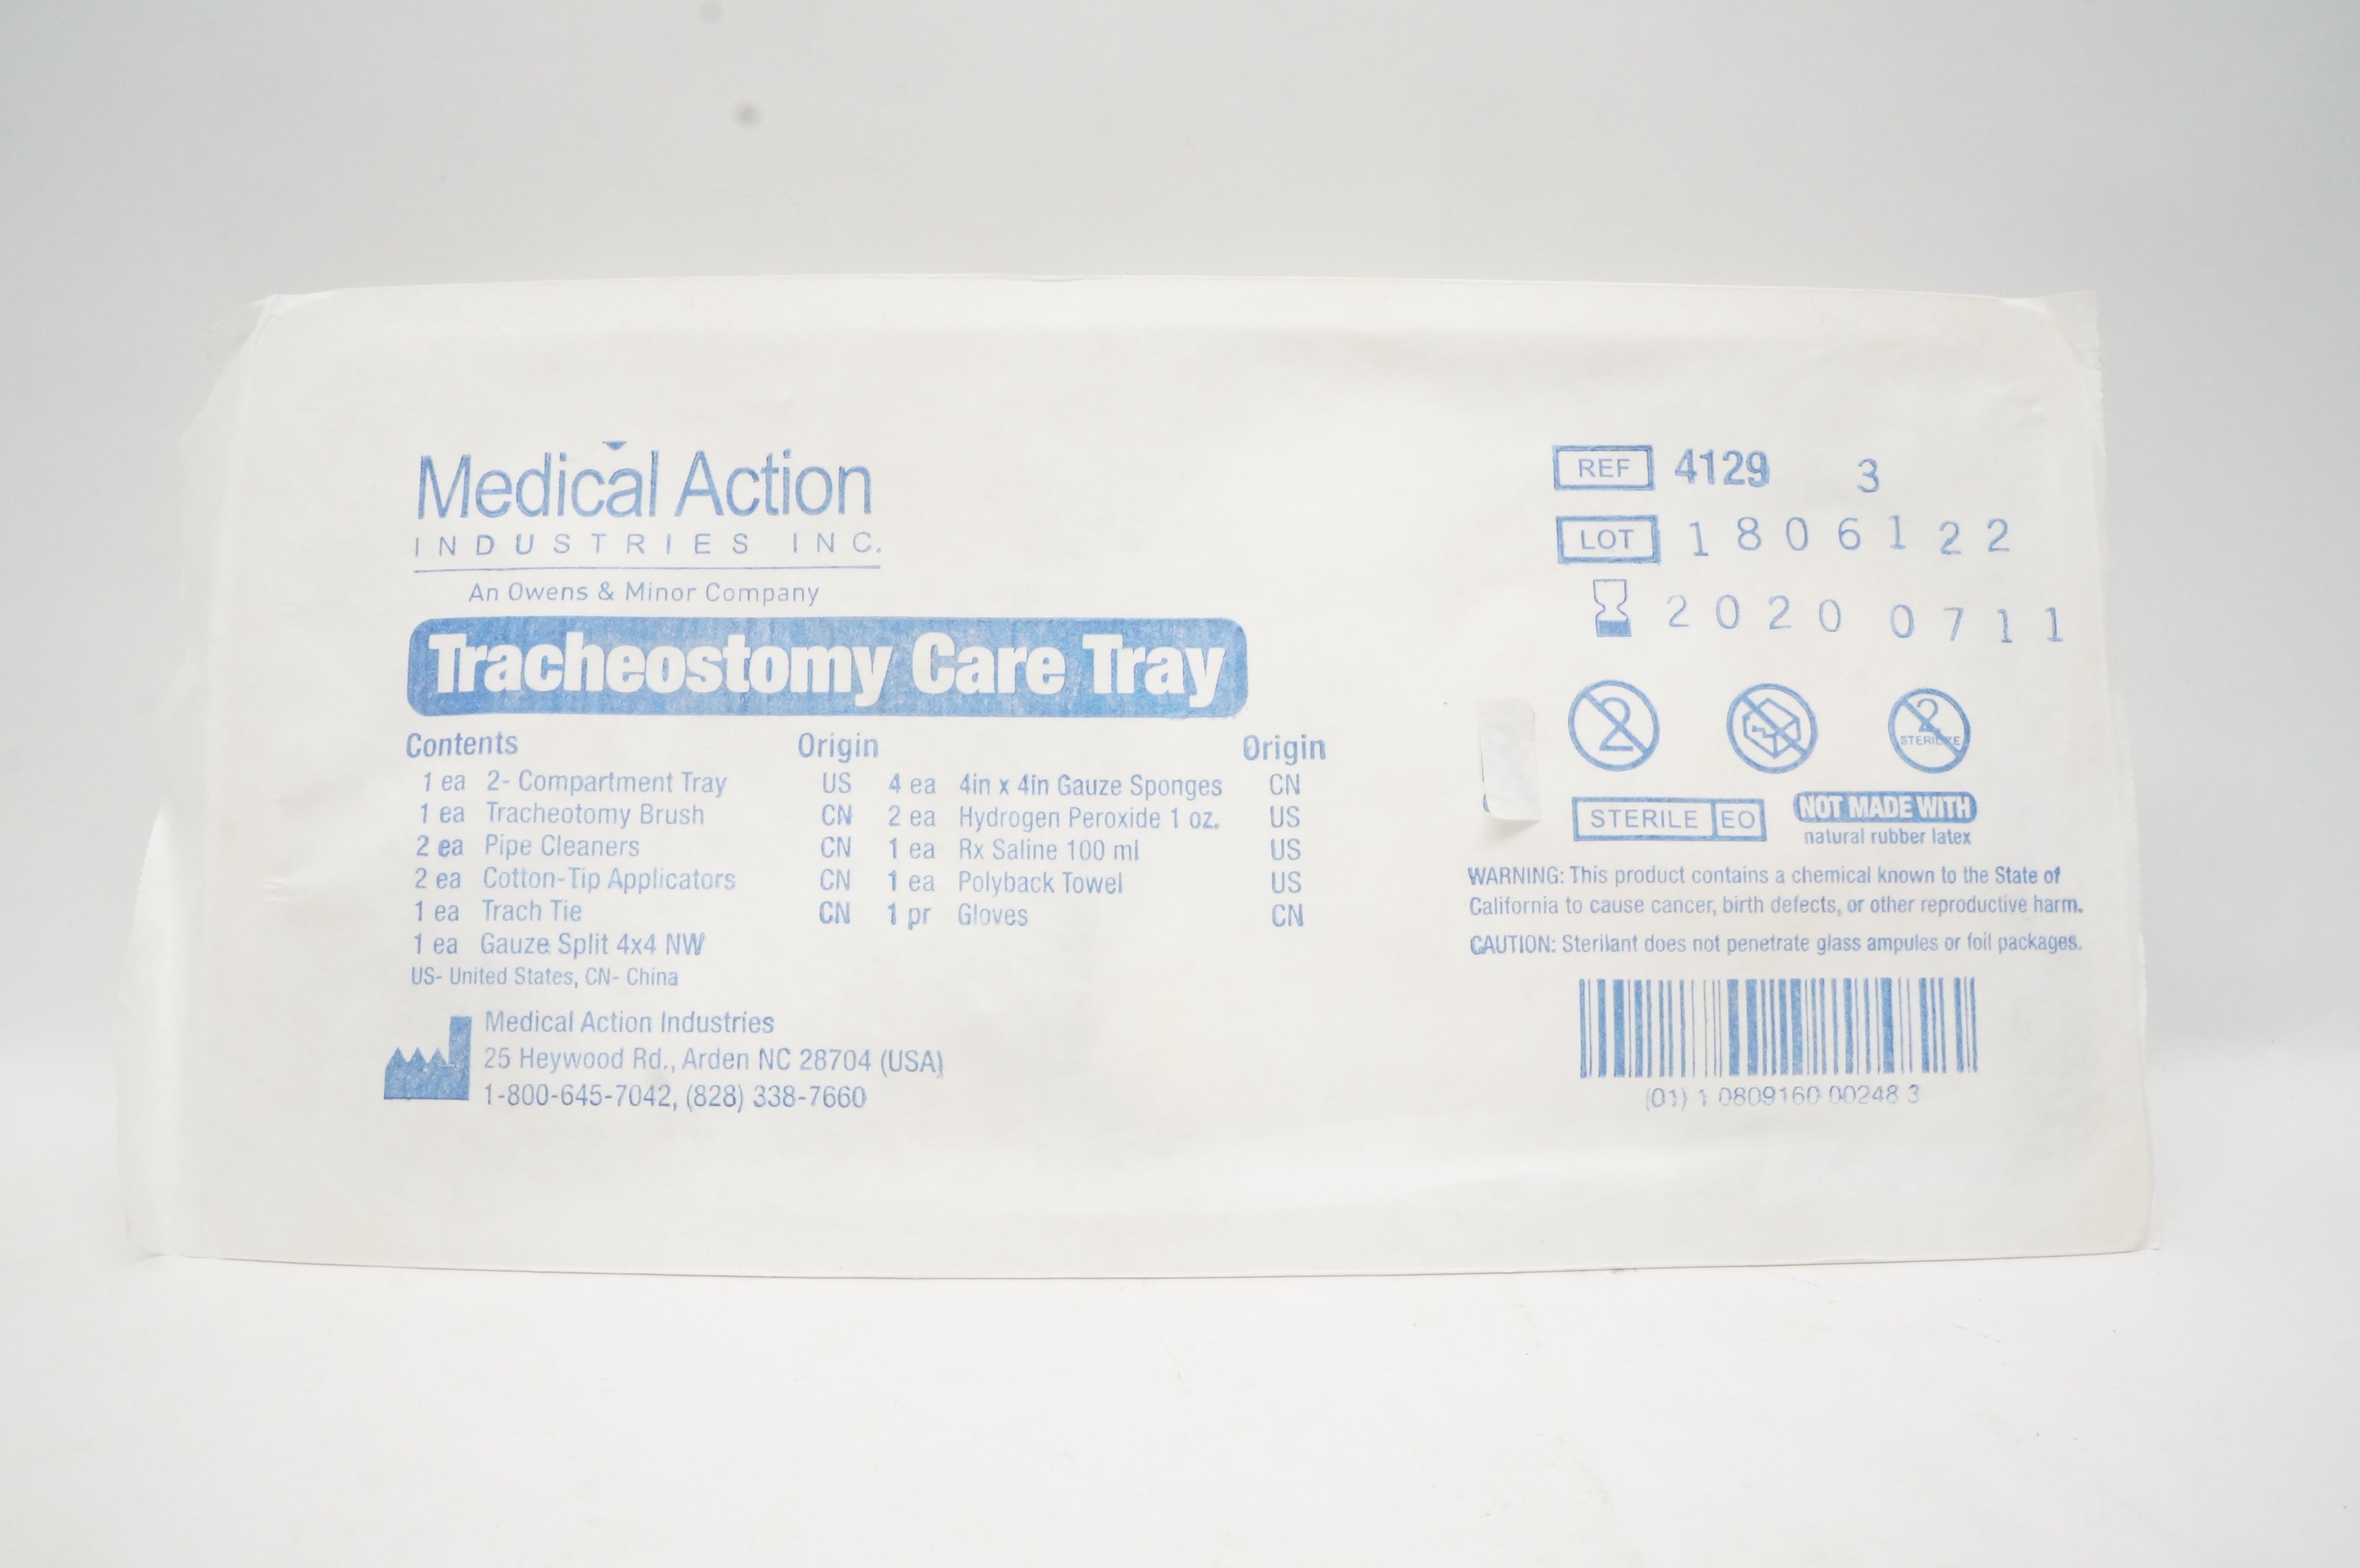 Medical Action
INDUSTRIES INC.
An Owens & Minor Company
Tracheostomy Care Tray
Contents Origin Origin
1 ea 2- Compartment Tray US 4 ea 4in x 4in Gauze Sponges CN
1 ea Tracheotomy Brush CN 2 ea Hydrogen Peroxide 1 oz. US
2 ea Pipe Cleaners CN 1 ea Rx Saline 100 ml US
2 ea Cotton-Tip Applicators CN 1 ea Polyback Towel US
1 ea Trach Tie CN 1 pr Gloves CN
1 ea Gauze Split 4x4 NW
US- United States, CN- China
Medical Action Industries
25 Heywood Rd., Arden NC 28704 (USA)
1-800-645-7042, (828) 338-7660
REF 4129 3
LOT 1806122
2020 0711
2 2
STERILIZE
STERILE EO
NOT MADE WITH
natural rubber latex
WARNING: This product contains a chemical known to the State of
California to cause cancer, birth defects, or other reproductive harm.
CAUTION: Sterilant does not penetrate glass ampules or foil packages.
(01) 1 0809160 00248 3